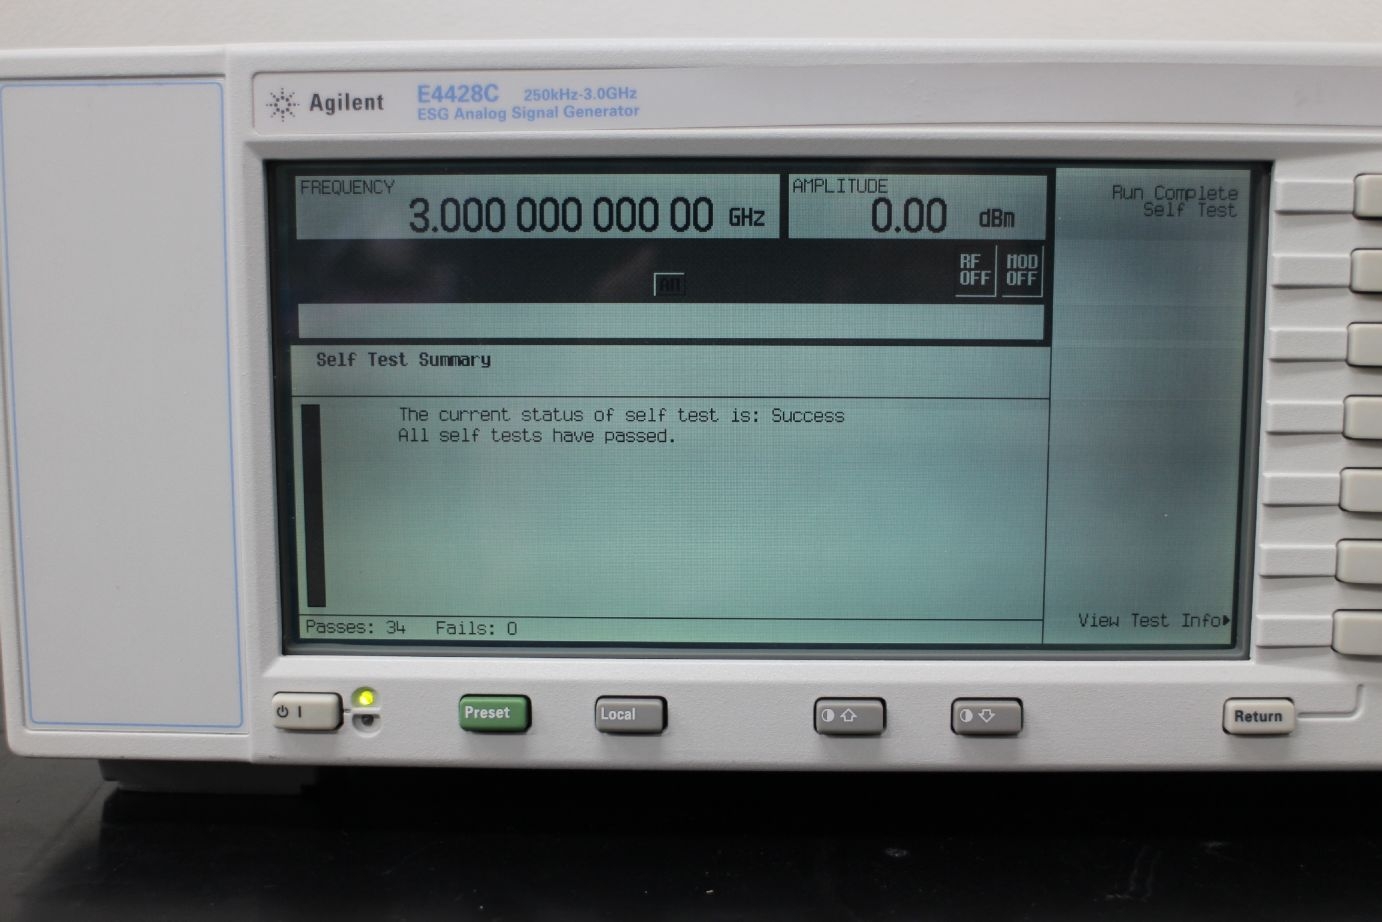 Agilent
E4428C 250kHz-3.0GHz
ESG Analog Signal Generator
FREQUENCY
3.000 000 000 00 GHz
AMPLITUDE
0.00 dBm
Run Complete
Self Test
RF
OFF
MOD
OFF
Self Test Summary
The current status of self test is: Success
All self tests have passed.
Passes: 34 Fails: 0
View Test Info
Preset
Local
Return